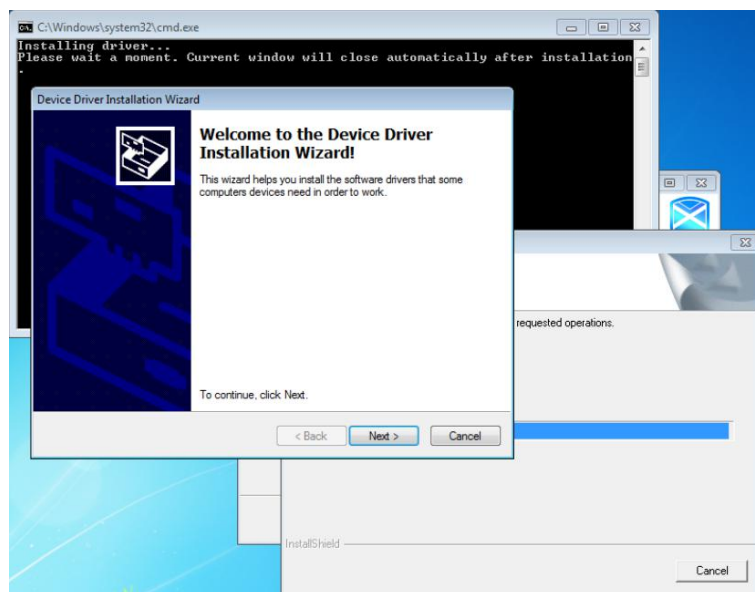 C:\Windows\system32\cmd.exe
Installing driver...
Please wait a moment. Current window will close automatically after installation
.
Device Driver Installation Wizard
Welcome to the Device Driver
Installation Wizard!
This wizard helps you install the software drivers that some
computers devices need in order to work.
requested operations.
To continue, click Next.
< Back
Next >
Cancel
InstallShield
Cancel